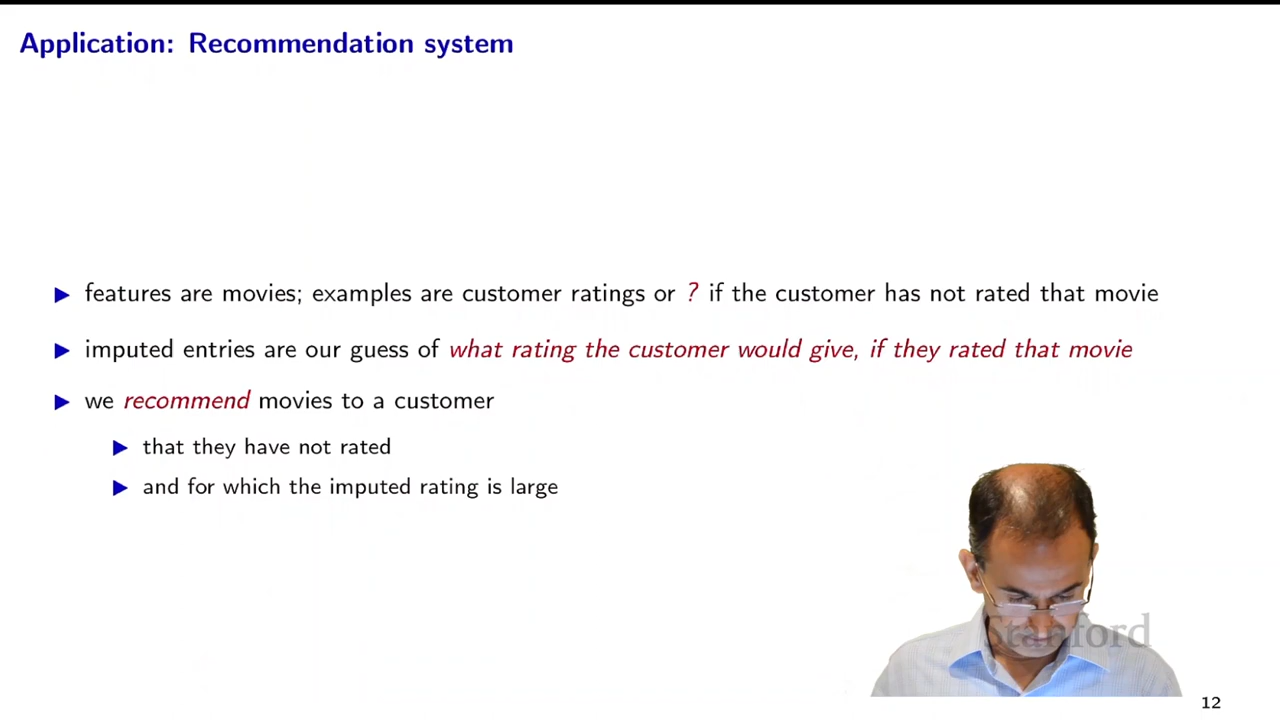 Application: Recommendation system
▶ features are movies; examples are customer ratings or ? if the customer has not rated that movie
▶ imputed entries are our guess of what rating the customer would give, if they rated that movie
▶ we recommend movies to a customer
▶ that they have not rated
▶ and for which the imputed rating is large
Stanford
12